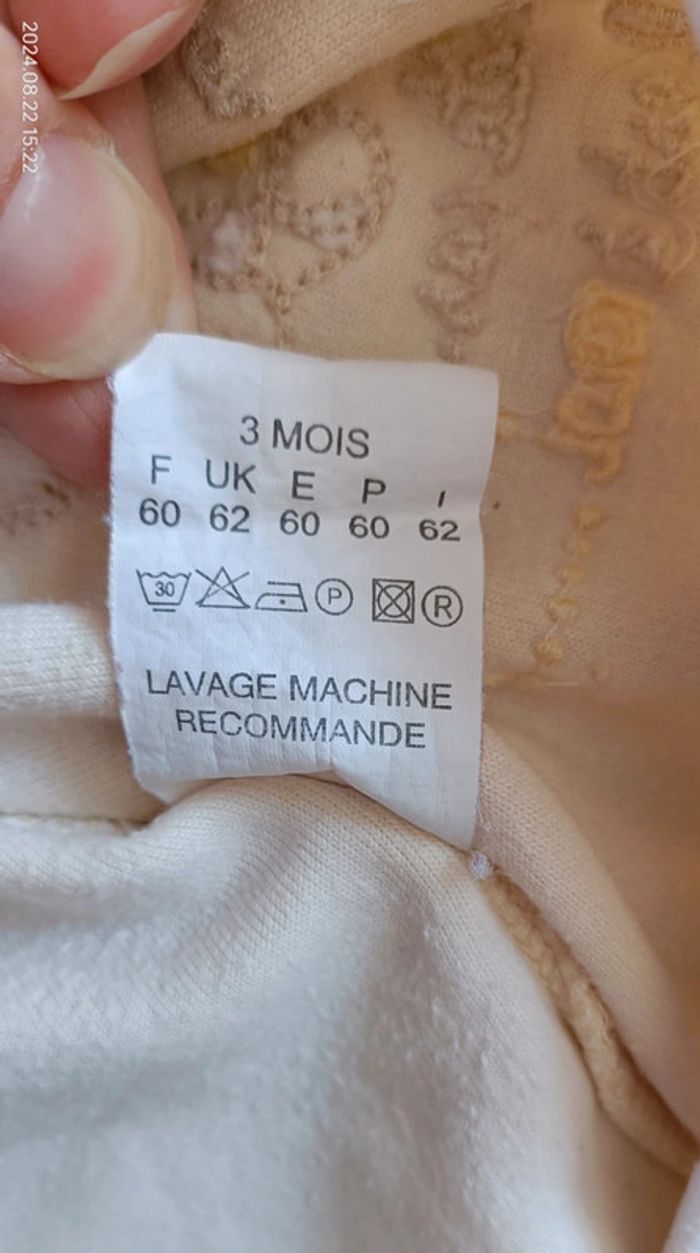 2024.08.22 15:22
3 MOIS
F UK E P I
60 62 60 60 62
30 P R
LAVAGE MACHINE
RECOMMANDE